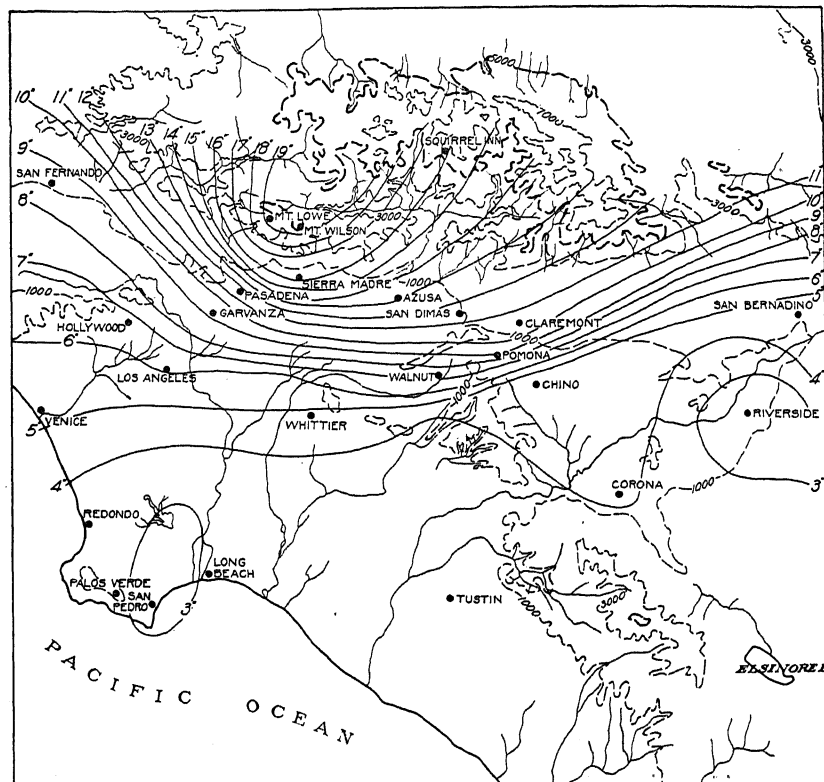 3000
5000
10"
11"
12"
3000
13
14"
15"
16"
17"
18"
19"
1000
SQUIRREL INN
9"
SAN FERNANDO
8"
11"
10"
9"
8"
7"
6"
5"
3000
MT. LOWE
3000
MT. WILSON
7"
1000
SIERRA MADRE
1000
PASADENA
AZUSA
GARVANZA
SAN DIMAS
CLAREMONT
SAN BERNADINO
HOLLYWOOD
1000
6"
POMONA
LOS ANGELES
WALNUT
1000
CHINO
4"
VENICE
5"
WHITTIER
RIVERSIDE
4"
1000
3"
CORONA
REDONDO
LONG
BEACH
PALOS VERDE
SAN
PEDRO
3"
TUSTIN
1000
3000
ELSINORE L
PACIFIC OCEAN